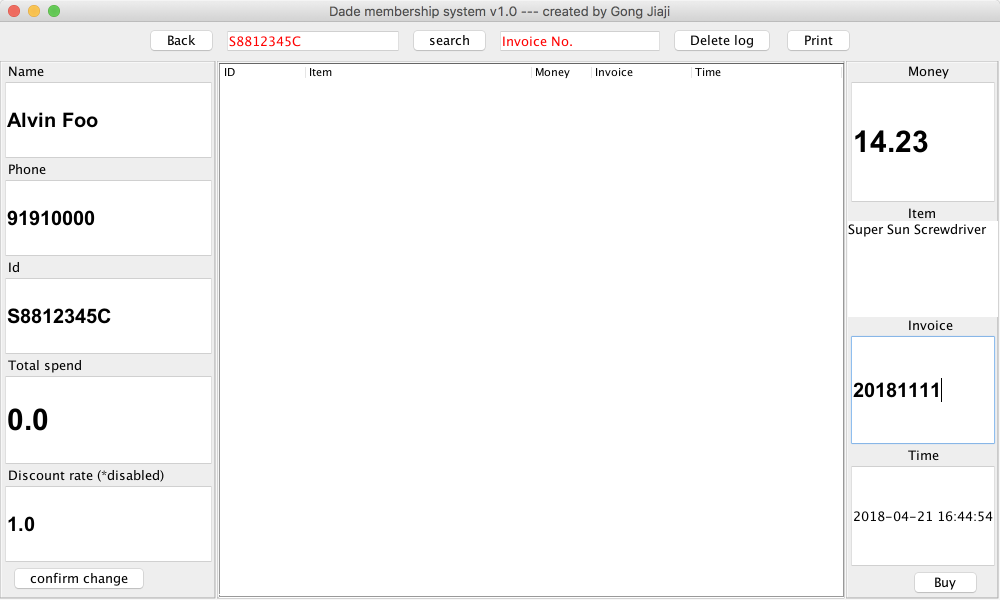 Dade membership system v1.0 --- created by Gong Jiaji
Back S8812345C search Invoice No. Delete log Print
Name
Alvin Foo
Phone
91910000
Id
S8812345C
Total spend
0.0
Discount rate (*disabled)
1.0
confirm change
ID Item Money Invoice Time
Money
14.23
Item
Super Sun Screwdriver
Invoice
20181111
Time
2018-04-21 16:44:54
Buy